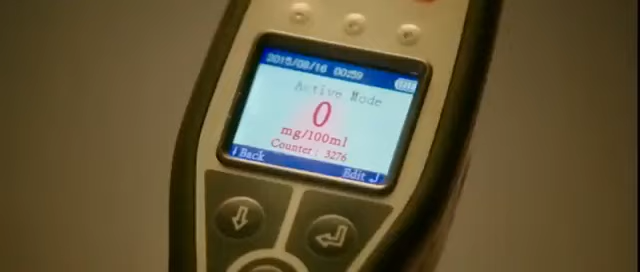 2015/08/16 00:59
Active Mode
0
mg/100ml
Counter: 3276
Back Edit